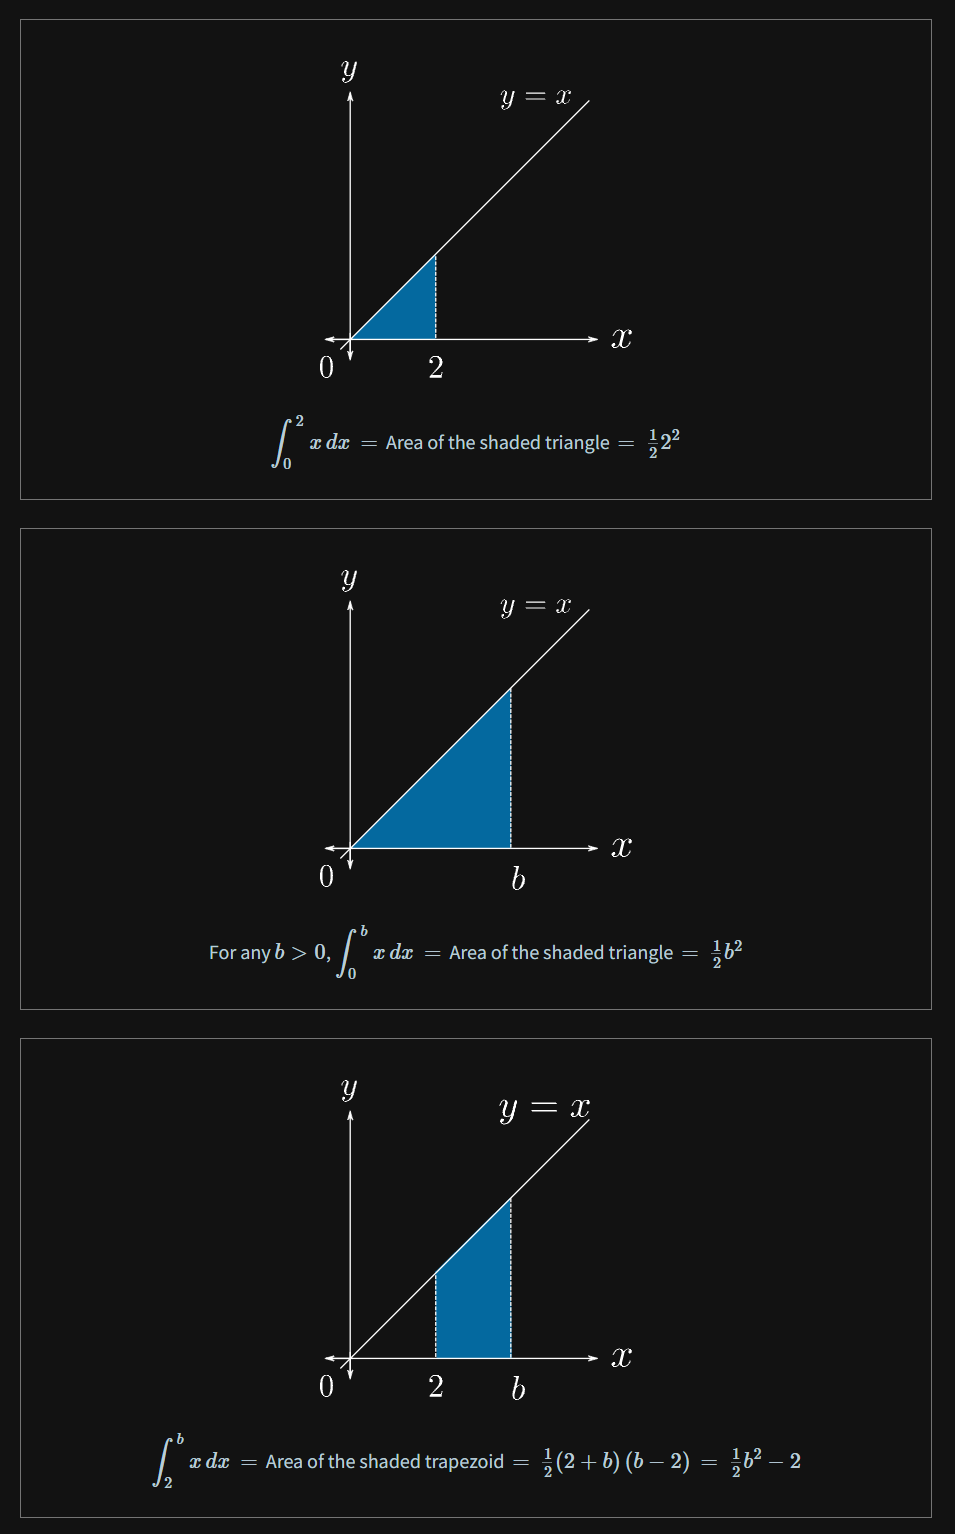 y
y = x
x
0
2
∫₀² x dx = Area of the shaded triangle = ½2²
y
y = x
x
0
b
For any b > 0, ∫₀ᵇ x dx = Area of the shaded triangle = ½b²
y
y = x
x
0
2
b
∫₂ᵇ x dx = Area of the shaded trapezoid = ½(2 + b)(b − 2) = ½b² − 2